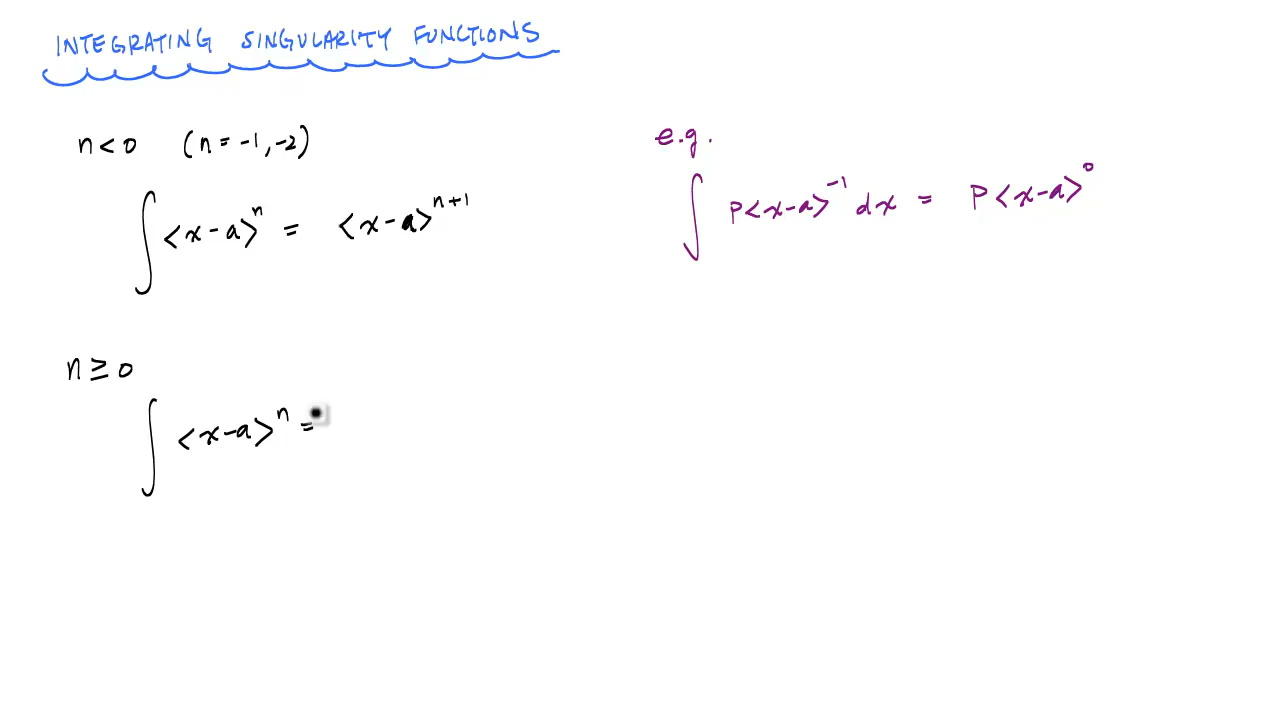 INTEGRATING SINGULARITY FUNCTIONS
n < 0 (n = -1, -2)
∫ <x-a>^n = <x-a>^{n+1}
e.g.
∫ P<x-a>^{-1} dx = P<x-a>^0
n ≥ 0
∫ <x-a>^n =